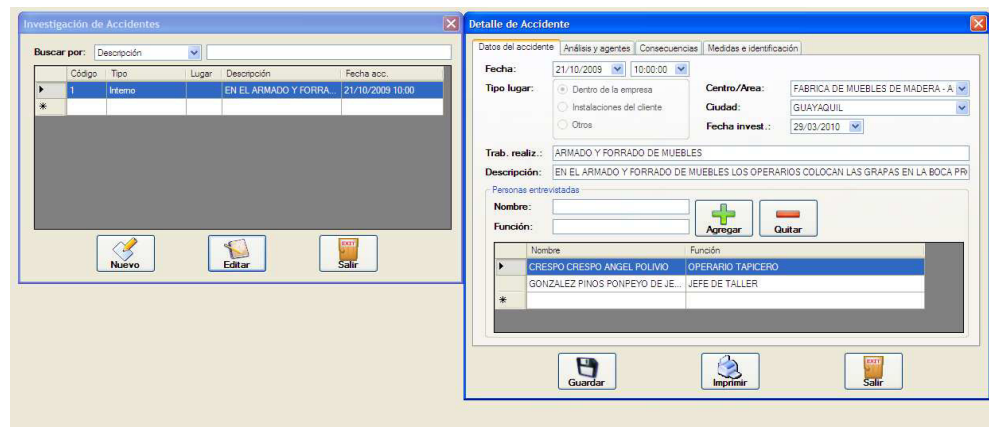 Investigación de Accidentes
Buscar por: Descripción
Código Tipo Lugar Descripción Fecha acc.
1 Interno EN EL ARMADO Y FORRA... 21/10/2009 10:00
Nuevo Editar EXIT Salir
Detalle de Accidente
Datos del accidente Análisis y agentes Consecuencias Medidas e identificación
Fecha: 21/10/2009 10:00:00
Tipo lugar: Dentro de la empresa Centro/Area: FABRICA DE MUEBLES DE MADERA - A
Instalaciones del cliente Ciudad: GUAYAQUIL
Otros Fecha invest.: 29/03/2010
Trab. realiz.: ARMADO Y FORRADO DE MUEBLES
Descripción: EN EL ARMADO Y FORRADO DE MUEBLES LOS OPERARIOS COLOCAN LAS GRAPAS EN LA BOCA PR
Personas entrevistadas
Nombre:
Función: Agregar Quitar
Nombre Función
CRESPO CRESPO ANGEL POLIVIO OPERARIO TAPICERO
GONZALEZ PINOS PONPEYO DE JE... JEFE DE TALLER
Guardar Imprimir EXIT Salir